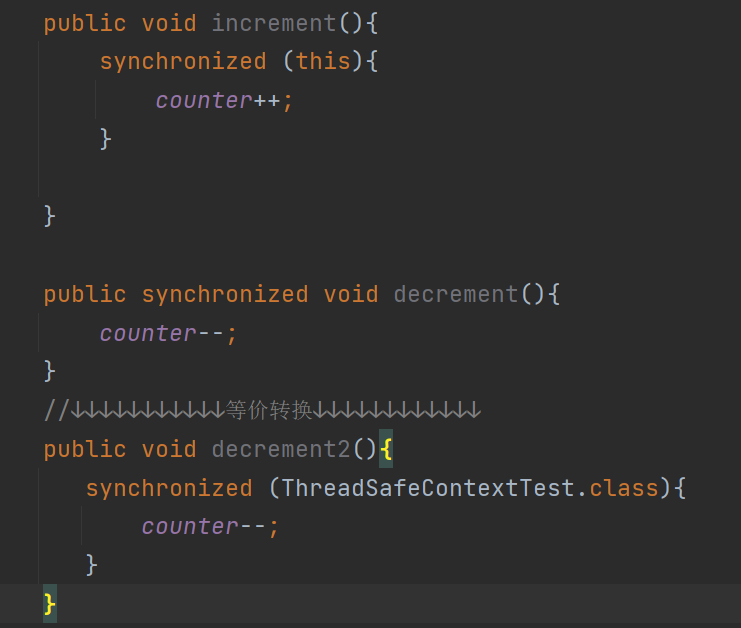 public void increment(){
synchronized (this){
counter++;
}
}
public synchronized void decrement(){
counter--;
}
//↓↓↓↓↓↓↓↓↓↓↓等价转换↓↓↓↓↓↓↓↓↓↓↓↓
public void decrement2(){
synchronized (ThreadSafeContextTest.class){
counter--;
}
}